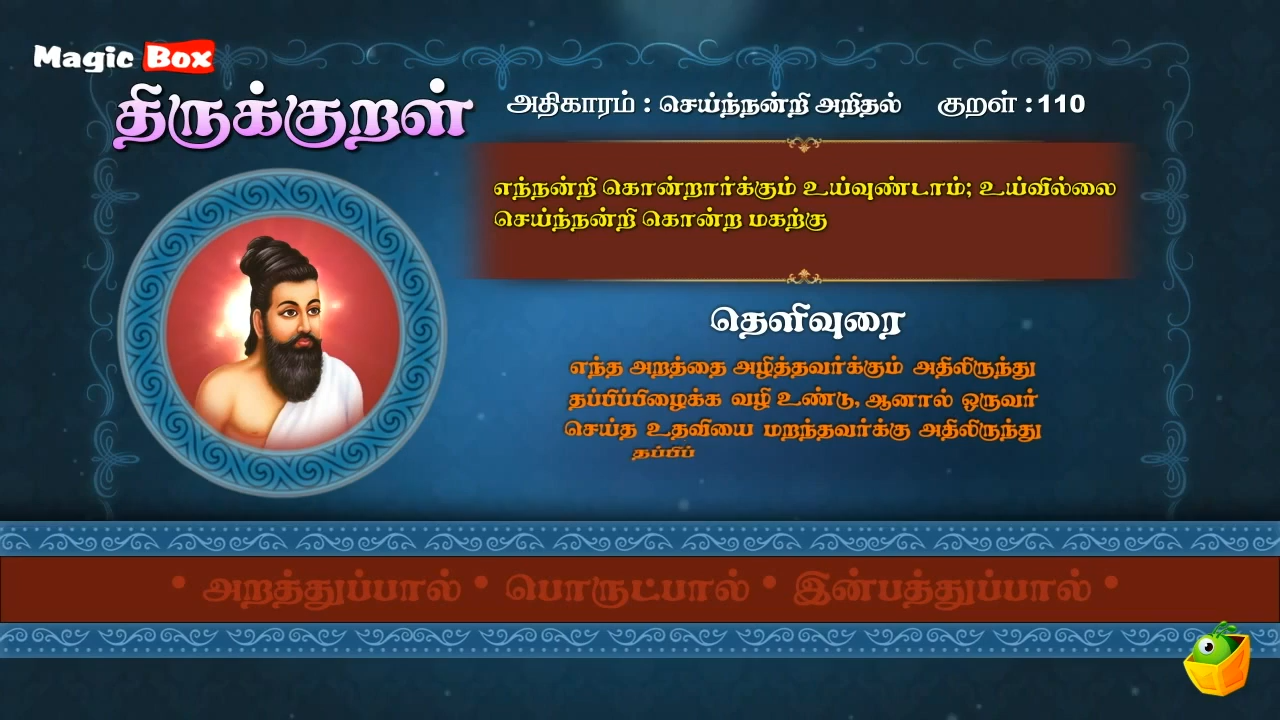 Magic Box
திருக்குறள்
அதிகாரம் : செய்ந்நன்றி அறிதல் குறள் : 110
எந்நன்றி கொன்றார்க்கும் உய்வுண்டாம்; உய்வில்லை
செய்ந்நன்றி கொன்ற மகற்கு
தெளிவுரை
எந்த அறத்தை அழித்தவர்க்கும் அதிலிருந்து
தப்பிப்பிழைக்க வழி உண்டு, ஆனால் ஒருவர்
செய்த உதவியை மறந்தவர்க்கு அதிலிருந்து
தப்பிப்
• அறத்துப்பால் • பொருட்பால் • இன்பத்துப்பால் •